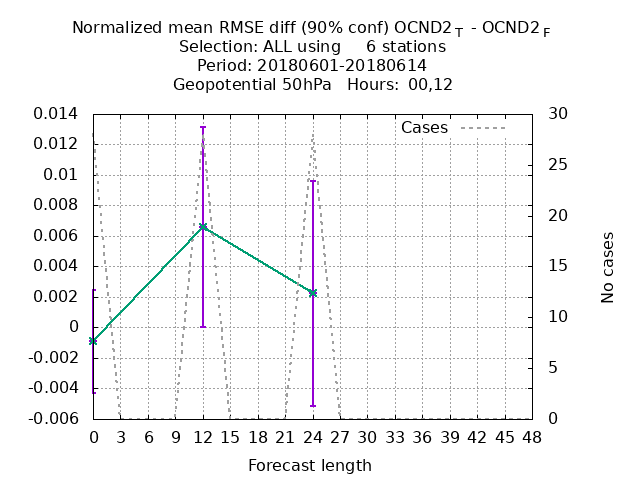 Normalized mean RMSE diff (90% conf) OCND2 T - OCND2 F
Selection: ALL using 6 stations
Period: 20180601-20180614
Geopotential 50hPa Hours: 00,12
0.014
0.012
0.01
0.008
0.006
0.004
0.002
0
-0.002
-0.004
-0.006
Cases
30
25
20
15
10
5
0
No cases
0 3 6 9 12 15 18 21 24 27 30 33 36 39 42 45 48
Forecast length